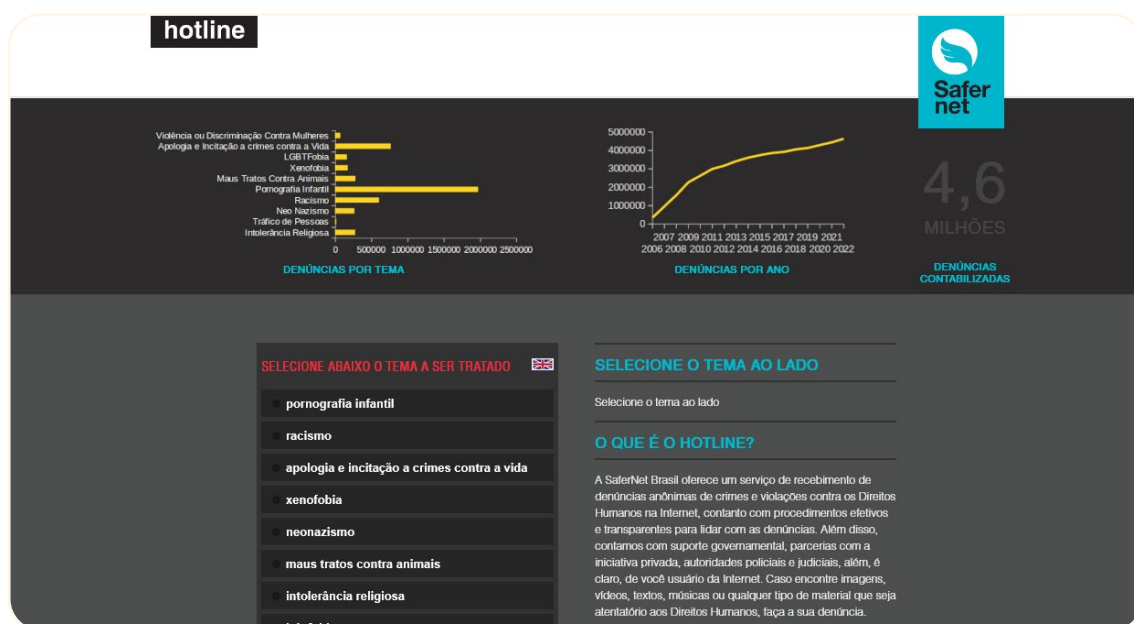 hotline
Safer
net
Violência ou Discriminação Contra Mulheres
Apologia e Incitação a crimes contra a Vida
LGBTFobia
Xenofobia
Maus Tratos Contra Animais
Pornografia Infantil
Racismo
Neo Nazismo
Tráfico de Pessoas
Intolerância Religiosa
0 500000 1000000 1500000 2000000 2500000
DENÚNCIAS POR TEMA
5000000
4000000
3000000
2000000
1000000
0
2007 2009 2011 2013 2015 2017 2019 2021
2006 2008 2010 2012 2014 2016 2018 2020 2022
DENÚNCIAS POR ANO
4,6
MILHÕES
DENÚNCIAS
CONTABILIZADAS
SELECIONE ABAIXO O TEMA A SER TRATADO
pornografia infantil
racismo
apologia e incitação a crimes contra a vida
xenofobia
neonazismo
maus tratos contra animais
intolerância religiosa
SELECIONE O TEMA AO LADO
Selecione o tema ao lado
O QUE É O HOTLINE?
A SaferNet Brasil oferece um serviço de recebimento de
denúncias anônimas de crimes e violações contra os Direitos
Humanos na Internet, contanto com procedimentos efetivos
e transparentes para lidar com as denúncias. Além disso,
contamos com suporte governamental, parcerias com a
iniciativa privada, autoridades policiais e judiciais, além, é
claro, de você usuário da Internet. Caso encontre imagens,
vídeos, textos, músicas ou qualquer tipo de material que seja
atentatório aos Direitos Humanos, faça a sua denúncia.